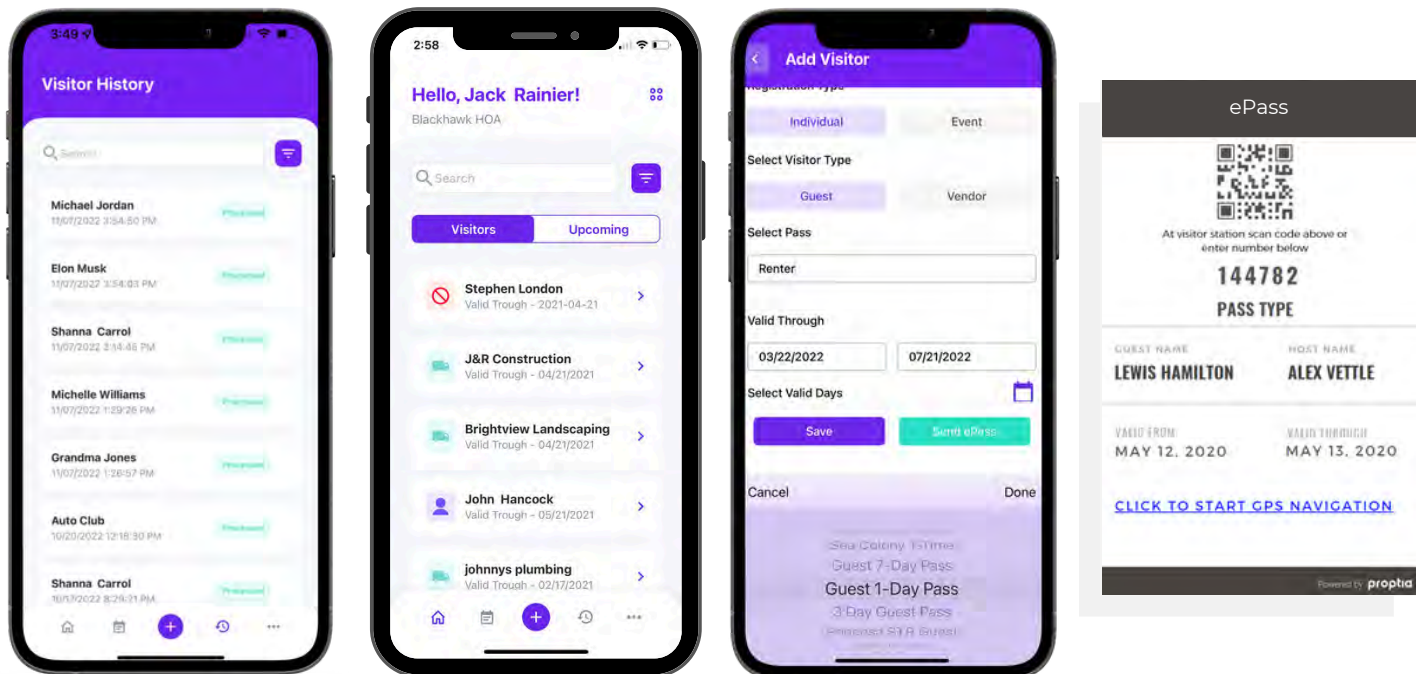 3:49
Visitor History
Search
Michael Jordan
11/07/2022 3:54:50 PM
Processed
Elon Musk
11/07/2022 3:54:03 PM
Processed
Shanna Carrol
11/07/2022 2:14:46 PM
Processed
Michelle Williams
11/07/2022 1:29:26 PM
Processed
Grandma Jones
11/07/2022 1:26:57 PM
Processed
Auto Club
10/20/2022 12:16:30 PM
Processed
Shanna Carrol
Processed
2:58
Hello, Jack Rainier!
Blackhawk HOA
Search
Visitors Upcoming
Stephen London
Valid Trough - 2021-04-21
J&R Construction
Valid Trough - 04/21/2021
Brightview Landscaping
Valid Trough - 04/21/2021
John Hancock
Valid Trough - 05/21/2021
johnnys plumbing
Valid Trough - 02/17/2021
Add Visitor
Registration Type
Individual Event
Select Visitor Type
Guest Vendor
Select Pass
Renter
Valid Through
03/22/2022 07/21/2022
Select Valid Days
Save Send ePass
Cancel Done
Sea Colony 1-Time
Guest 7-Day Pass
Guest 1-Day Pass
3 Day Guest Pass
STR Guest
ePass
At visitor station scan code above or
enter number below
144782
PASS TYPE
GUEST NAME HOST NAME
LEWIS HAMILTON ALEX VETTLE
VALID FROM VALID THROUGH
MAY 12, 2020 MAY 13, 2020
CLICK TO START GPS NAVIGATION
Powered by proptia